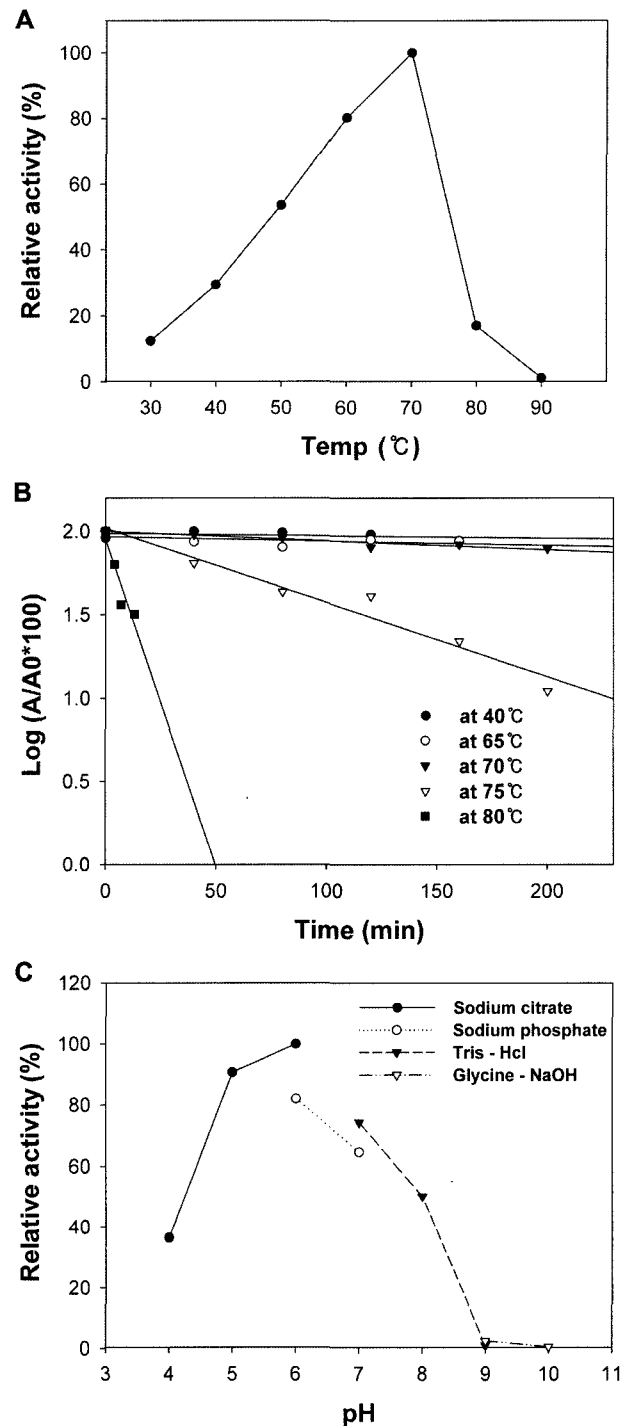 A
Relative activity (%)
100
80
60
40
20
0
30 40 50 60 70 80 90
Temp (℃)
B
Log (A/A0*100)
2.0
1.5
1.0
0.5
0.0
at 40℃
at 65℃
at 70℃
at 75℃
at 80℃
0 50 100 150 200
Time (min)
C
Relative activity (%)
120
100
80
60
40
20
0
Sodium citrate
Sodium phosphate
Tris - Hcl
Glycine - NaOH
3 4 5 6 7 8 9 10 11
pH